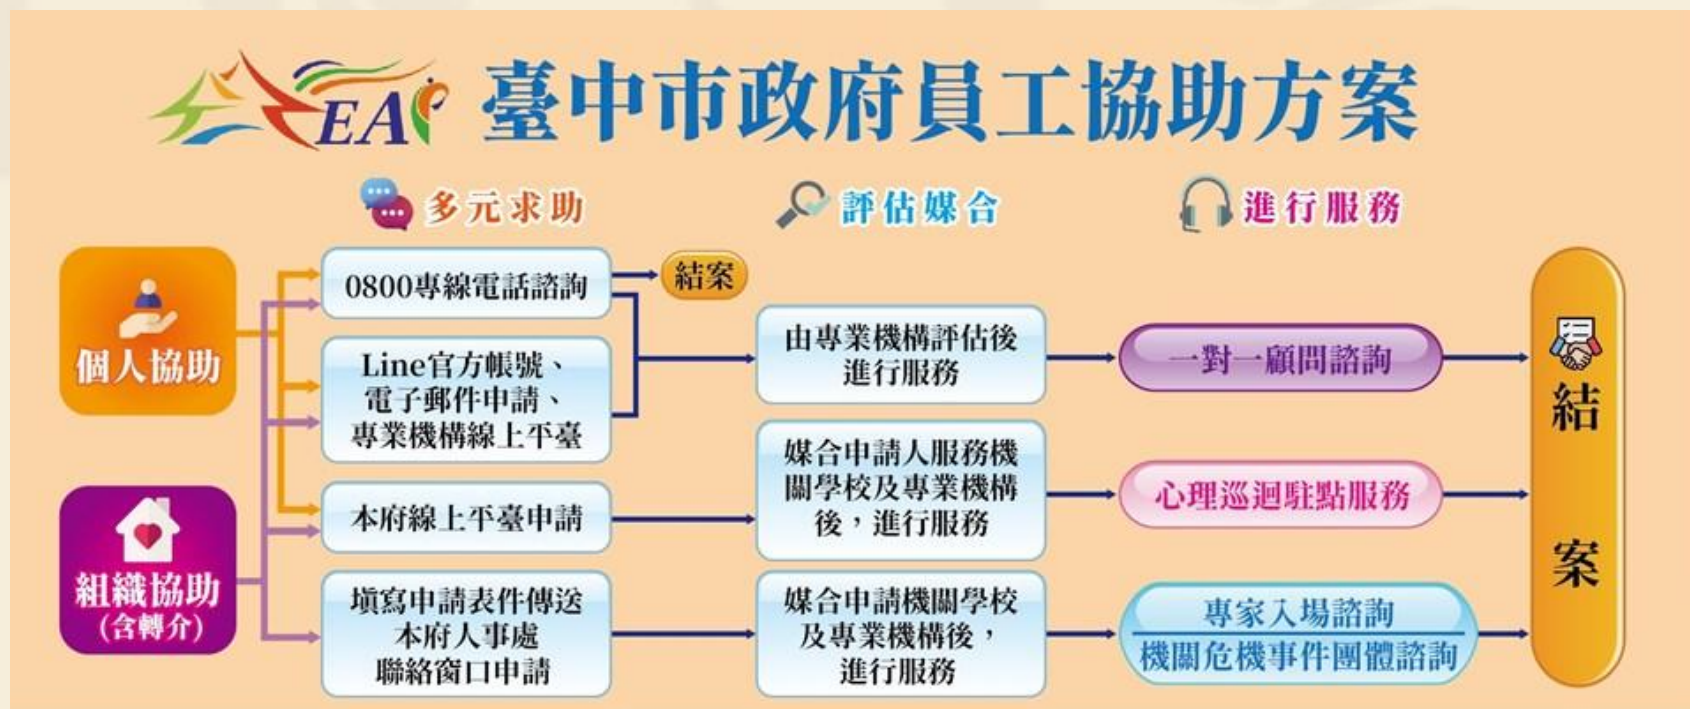 EAP 臺中市政府員工協助方案
多元求助
評估媒合
進行服務
個人協助
組織協助
(含轉介)
0800專線電話諮詢
結案
Line官方帳號、
電子郵件申請、
專業機構線上平臺
本府線上平臺申請
填寫申請表件傳送
本府人事處
聯絡窗口申請
由專業機構評估後
進行服務
媒合申請人服務機
關學校及專業機構
後，進行服務
媒合申請機關學校
及專業機構後，
進行服務
一對一顧問諮詢
心理巡迴駐點服務
專家入場諮詢
機關危機事件團體諮詢
結
案